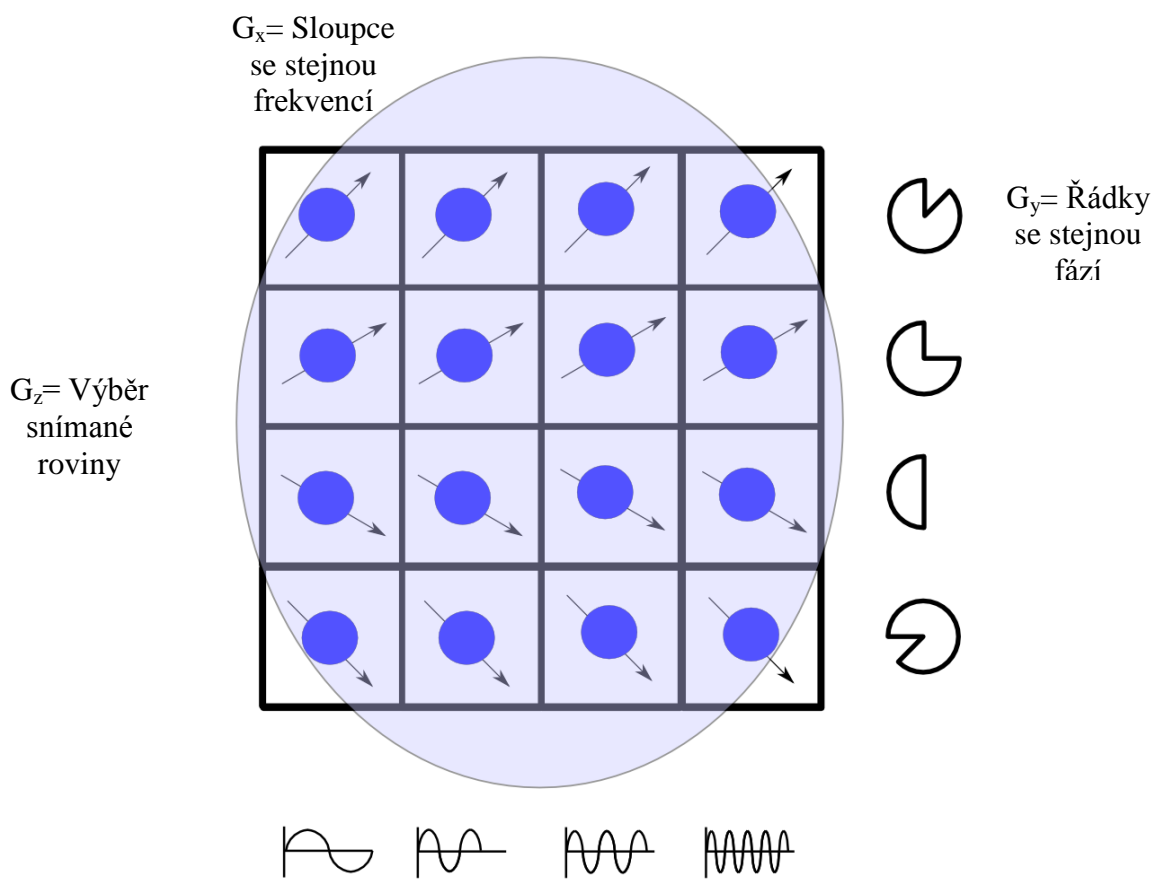 Gx= Sloupce
se stejnou
frekvencí
Gy= Řádky
se stejnou
fází
Gz= Výběr
snímané
roviny